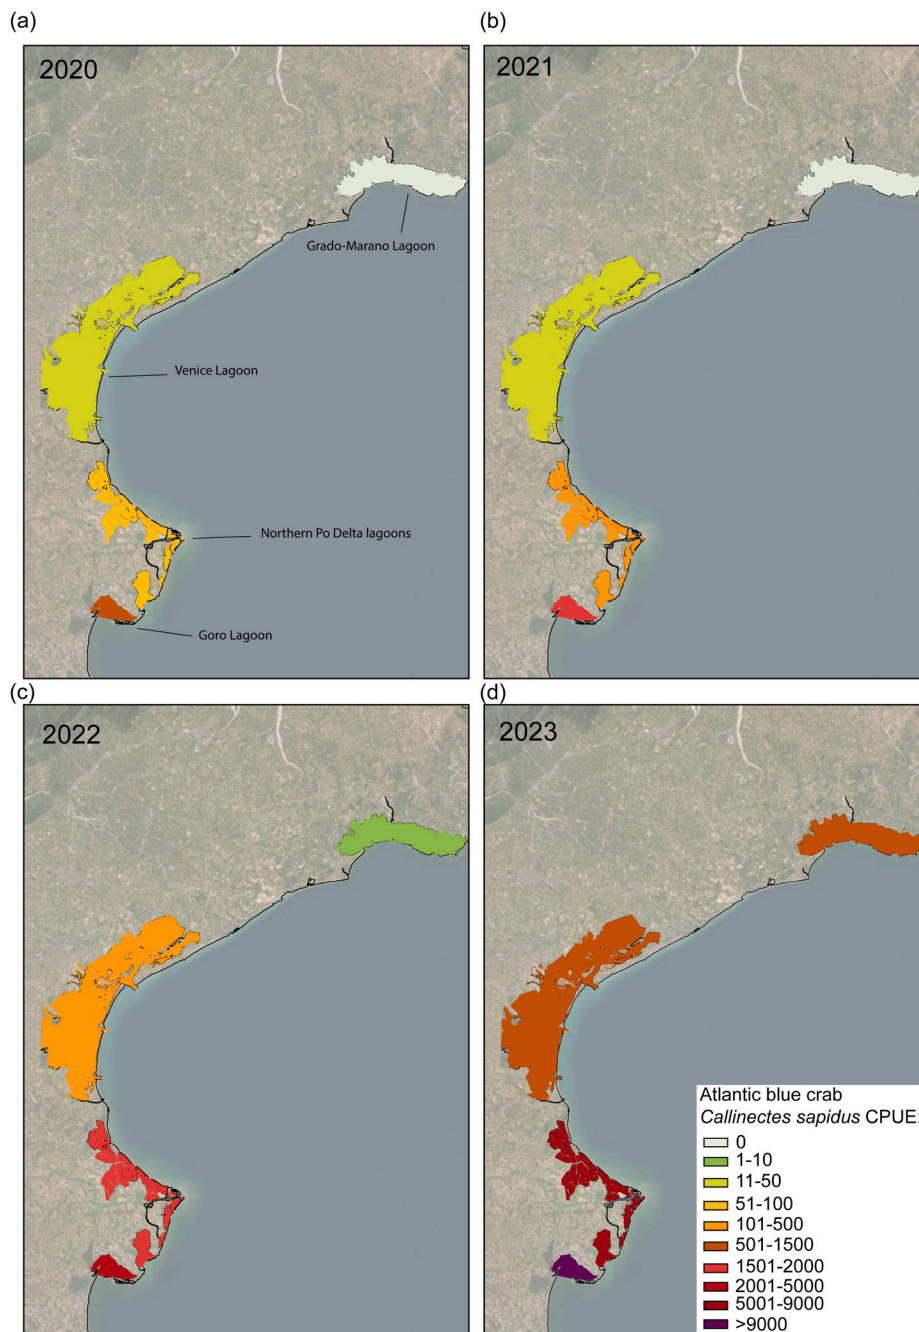 (a)
(b)
2020
2021
Grado-Marano Lagoon
Venice Lagoon
Northern Po Delta lagoons
Goro Lagoon
(c)
(d)
2022
2023
Atlantic blue crab
Callinectes sapidus CPUE:
0
1-10
11-50
51-100
101-500
501-1500
1501-2000
2001-5000
5001-9000
>9000